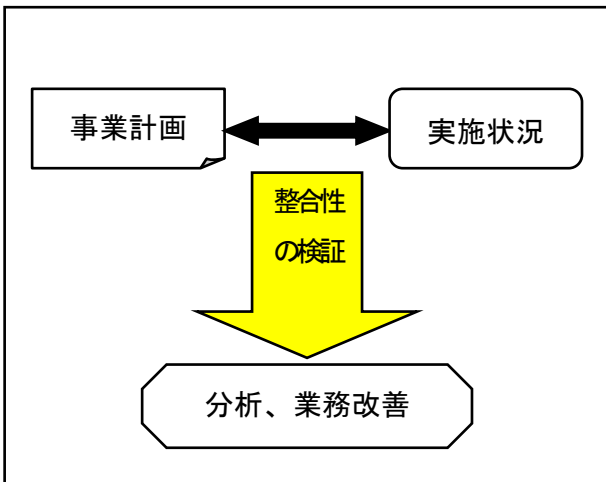 事業計画
実施状況
整合性
の検証
分析、業務改善